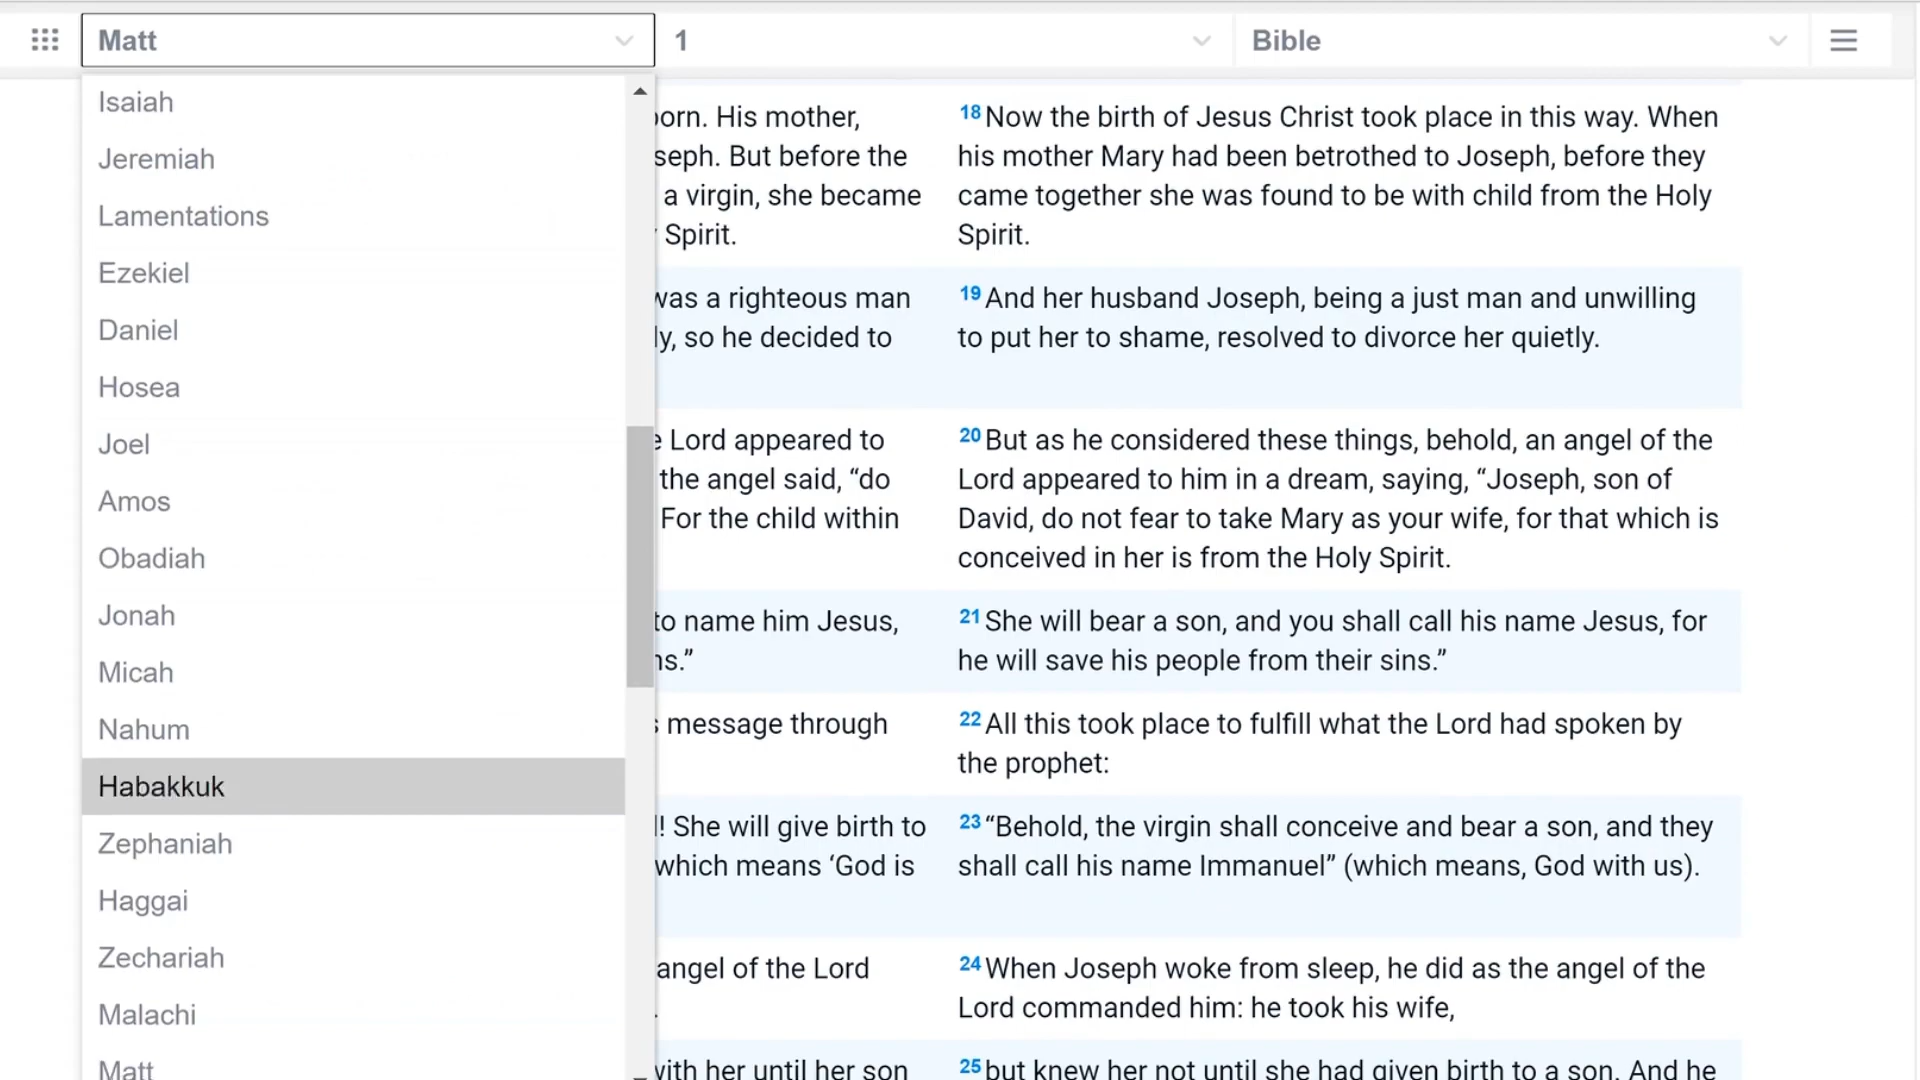 Matt
1
Bible
Isaiah
Jeremiah
Lamentations
Ezekiel
Daniel
Hosea
Joel
Amos
Obadiah
Jonah
Micah
Nahum
Habakkuk
Zephaniah
Haggai
Zechariah
Malachi
Matt
His mother,
But before the
a virgin, she became
Spirit.
was a righteous man
so he decided to
Lord appeared to
the angel said, “do
For the child within
to name him Jesus,
message through
She will give birth to
which means ‘God is
angel of the Lord
with her until her son
18 Now the birth of Jesus Christ took place in this way. When
his mother Mary had been betrothed to Joseph, before they
came together she was found to be with child from the Holy
Spirit.
19 And her husband Joseph, being a just man and unwilling
to put her to shame, resolved to divorce her quietly.
20 But as he considered these things, behold, an angel of the
Lord appeared to him in a dream, saying, “Joseph, son of
David, do not fear to take Mary as your wife, for that which is
conceived in her is from the Holy Spirit.
21 She will bear a son, and you shall call his name Jesus, for
he will save his people from their sins.”
22 All this took place to fulfill what the Lord had spoken by
the prophet:
23 “Behold, the virgin shall conceive and bear a son, and they
shall call his name Immanuel” (which means, God with us).
24 When Joseph woke from sleep, he did as the angel of the
Lord commanded him: he took his wife,
25 but knew her not until she had given birth to a son. And he